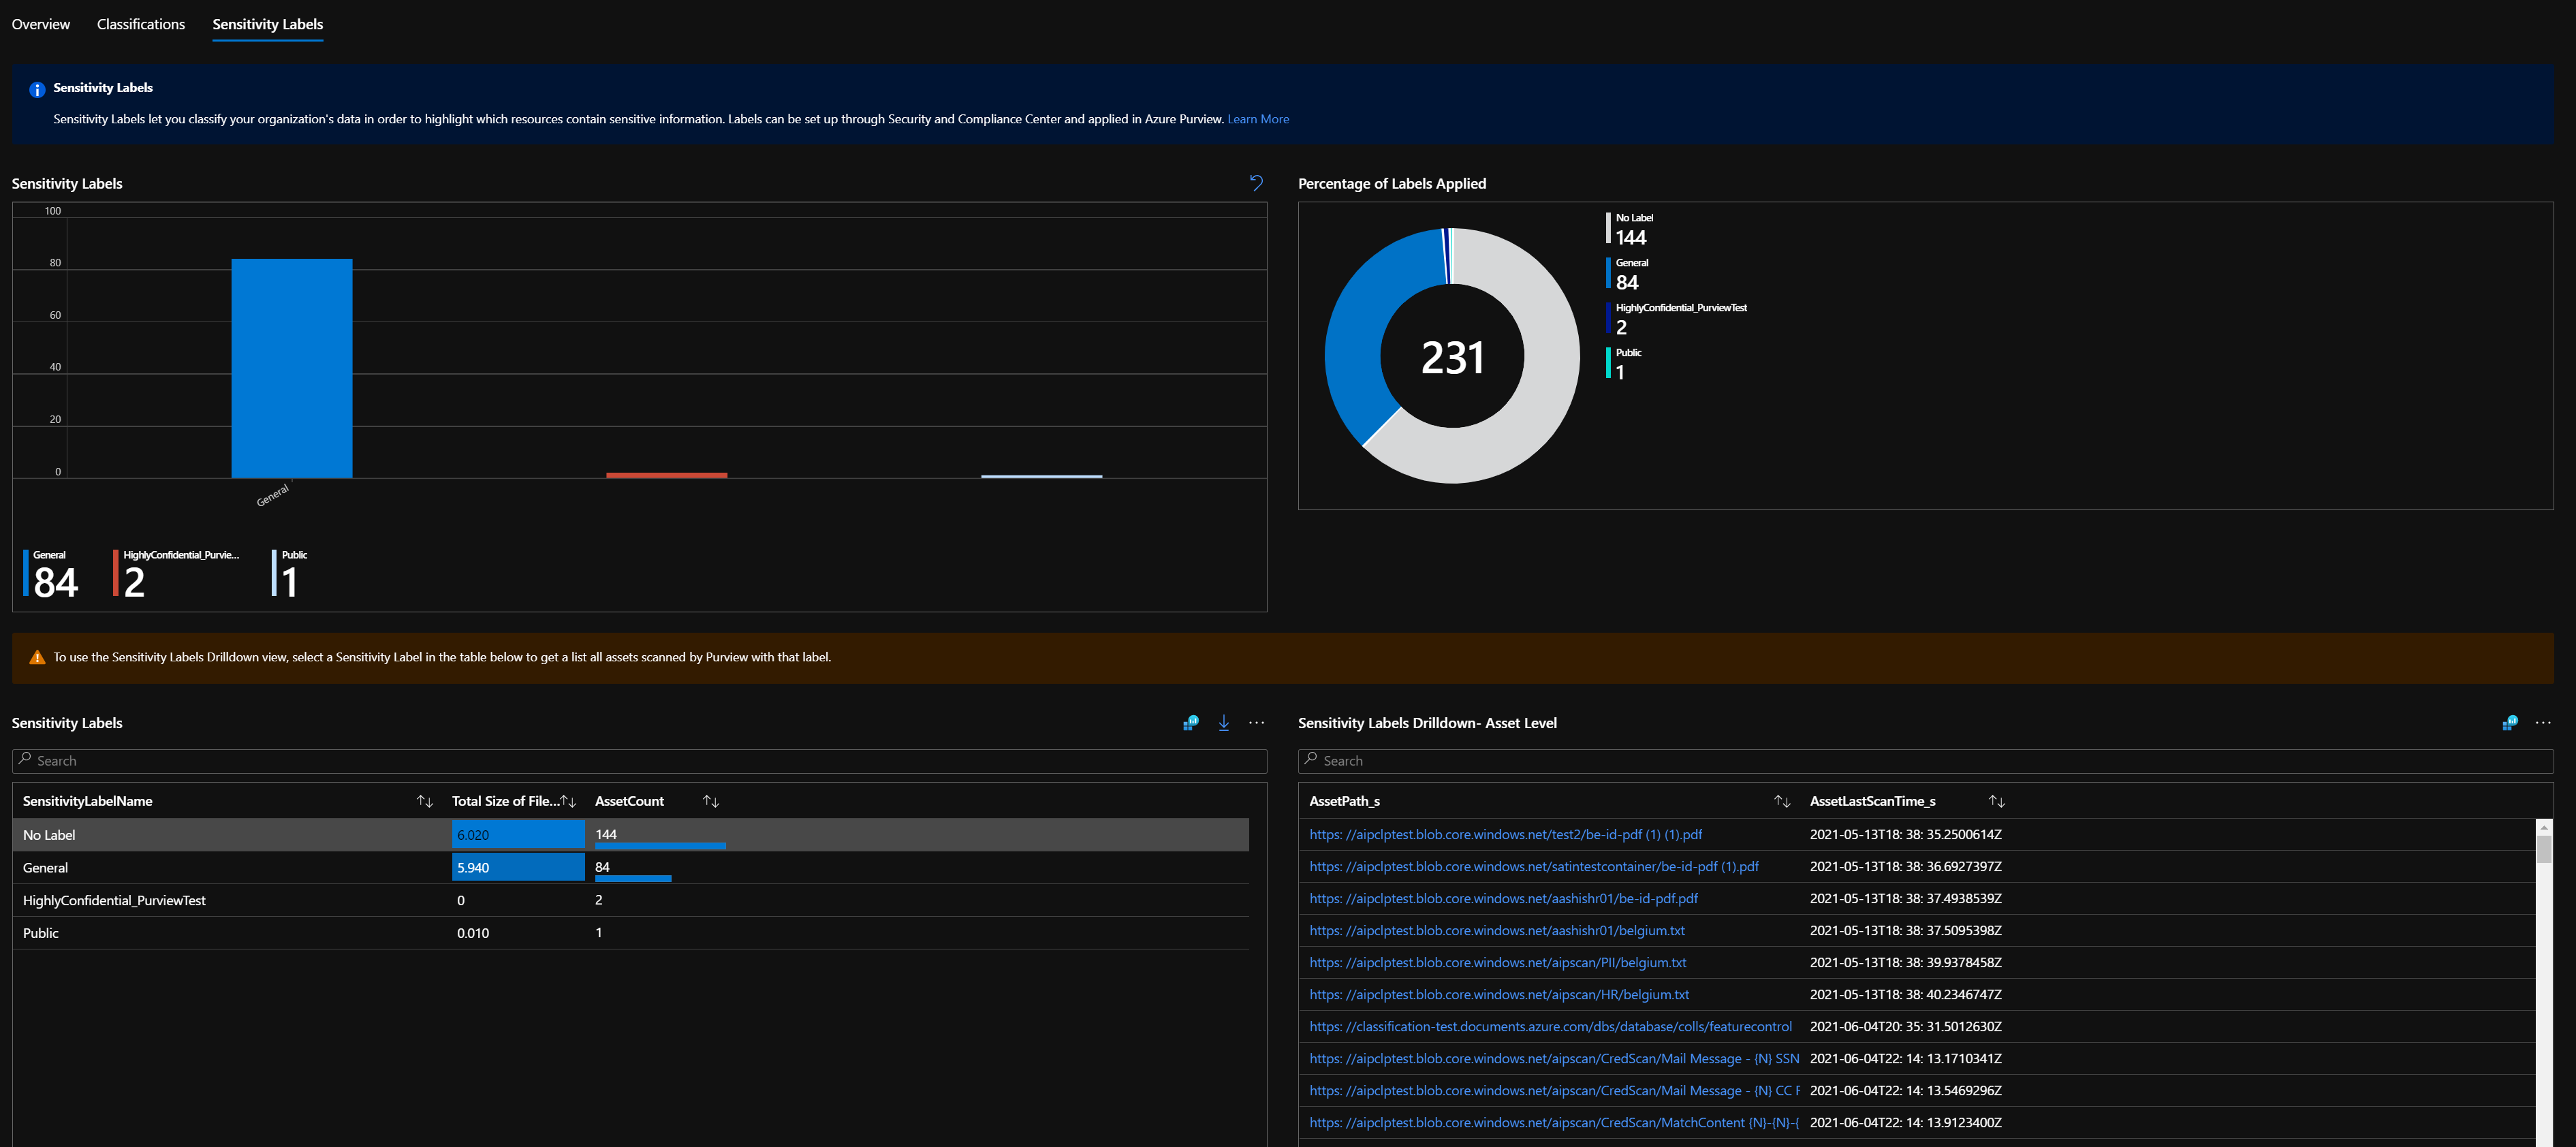 Overview Classifications Sensitivity Labels
Sensitivity Labels
Sensitivity Labels let you classify your organization's data in order to highlight which resources contain sensitive information. Labels can be set up through Security and Compliance Center and applied in Azure Purview. Learn More
Sensitivity Labels
100
80
60
40
20
0
General
General
84
HighlyConfidential_Purvie...
2
Public
1
Percentage of Labels Applied
231
No Label
144
General
84
HighlyConfidential_PurviewTest
2
Public
1
To use the Sensitivity Labels Drilldown view, select a Sensitivity Label in the table below to get a list all assets scanned by Purview with that label.
Sensitivity Labels
Search
SensitivityLabelName Total Size of File... AssetCount
No Label 6.020 144
General 5.940 84
HighlyConfidential_PurviewTest 0 2
Public 0.010 1
Sensitivity Labels Drilldown- Asset Level
Search
AssetPath_s AssetLastScanTime_s
https: //aipclptest.blob.core.windows.net/test2/be-id-pdf (1) (1).pdf 2021-05-13T18: 38: 35.2500614Z
https: //aipclptest.blob.core.windows.net/satintestcontainer/be-id-pdf (1).pdf 2021-05-13T18: 38: 36.6927397Z
https: //aipclptest.blob.core.windows.net/aashishr01/be-id-pdf.pdf 2021-05-13T18: 38: 37.4938539Z
https: //aipclptest.blob.core.windows.net/aashishr01/belgium.txt 2021-05-13T18: 38: 37.5095398Z
https: //aipclptest.blob.core.windows.net/aipscan/PII/belgium.txt 2021-05-13T18: 38: 39.9378458Z
https: //aipclptest.blob.core.windows.net/aipscan/HR/belgium.txt 2021-05-13T18: 38: 40.2346747Z
https: //classification-test.documents.azure.com/dbs/database/colls/featurecontrol 2021-06-04T20: 35: 31.5012630Z
https: //aipclptest.blob.core.windows.net/aipscan/CredScan/Mail Message - {N} SSN 2021-06-04T22: 14: 13.1710341Z
https: //aipclptest.blob.core.windows.net/aipscan/CredScan/Mail Message - {N} CC 2021-06-04T22: 14: 13.5469296Z
https: //aipclptest.blob.core.windows.net/aipscan/CredScan/MatchContent {N}-{N}-{ 2021-06-04T22: 14: 13.9123400Z